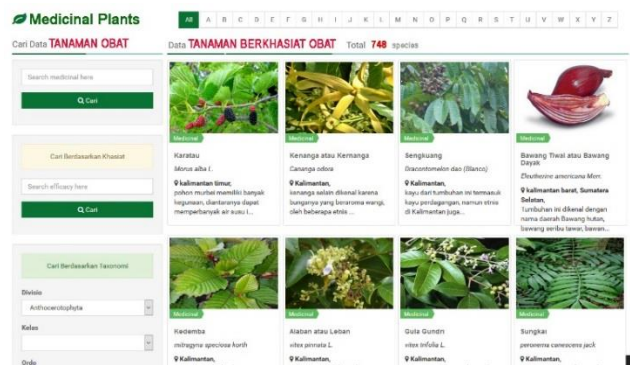 Medicinal Plants
All A B C D E F G H I J K L M N O P Q R S T U V W X Y Z
Cari Data TANAMAN OBAT
Data TANAMAN BERKHASIAT OBAT Total 748 species
Search medicinal here
Cari
Cari Berdasarkan Khasiat
Search efficacy here
Cari
Cari Berdasarkan Taxonomi
Divisio
Anthocerotophyta
Kelas
Ordo
Medicinal
Karatau
Morus alba L.
kalimantan timur,
pohon murbei memiliki banyak
kegunaan, diantaranya dapat
memperbanyak air susu i...
Medicinal
Kenanga atau Kernanga
Cananga odora
Kalimantan,
kenanga selain dikenal karena
bunganya yang beraroma wangi,
oleh beberapa etnis ...
Medicinal
Sengkuang
Dracontomelon dao (Blanco)
Kalimantan,
kayu dari tumbuhan ini termasuk
kayu perdagangan, namun etnis
di Kalimantan juga...
Medicinal
Bawang Tiwai atau Bawang
Dayak
Eleutherine americana Merr.
kalimantan barat, Sumatera
Selatan,
Tumbuhan ini dikenal dengan
nama daerah Bawang hutan,
bawang seribu tawar, bawan...
Medicinal
Kademba
mitragyna speciosa korth
Kalimantan,
Medicinal
Alaban atau Leban
vitex pinnata L.
Kalimantan,
Medicinal
Gula Gundri
vitex trifolia L.
Kalimantan,
Medicinal
Sungkai
peronema canescens jack
Kalimantan,